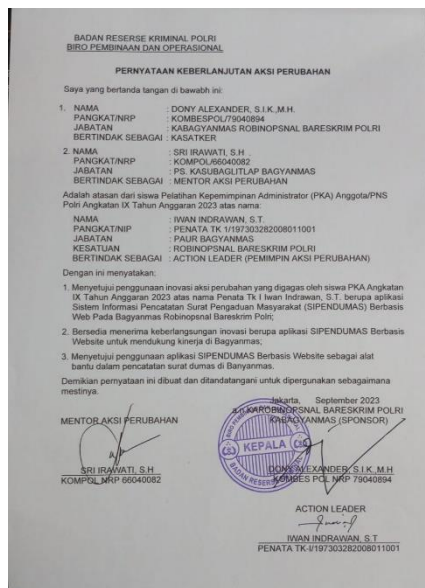 BADAN RESERSE KRIMINAL POLRI
BIRO PEMBINAAN DAN OPERASIONAL
PERNYATAAN KEBERLANJUTAN AKSI PERUBAHAN
Saya yang bertanda tangan di bawabh ini:
1. NAMA : DONY ALEXANDER, S.I.K.,M.H.
PANGKAT/NRP : KOMBESPOL/79040894
JABATAN : KABAGYANMAS ROBINOPSNAL BARESKRIM POLRI
BERTINDAK SEBAGAI : KASATKER
2. NAMA : SRI IRAWATI, S.H
PANGKAT/NRP : KOMPOL/66040082
JABATAN : PS. KASUBAGLITLAP BAGYANMAS
BERTINDAK SEBAGAI : MENTOR AKSI PERUBAHAN
Adalah atasan dari siswa Pelatihan Kepemimpinan Administrator (PKA) Anggota/PNS
Polri Angkatan IX Tahun Anggaran 2023 atas nama:
NAMA : IWAN INDRAWAN, S.T.
PANGKAT/NIP : PENATA TK 1/197303282008011001
JABATAN : PAUR BAGYANMAS
KESATUAN : ROBINOPSNAL BARESKRIM POLRI
BERTINDAK SEBAGAI : ACTION LEADER (PEMIMPIN AKSI PERUBAHAN)
Dengan ini menyatakan:
1. Menyetujui penggunaan inovasi aksi perubahan yang digagas oleh siswa PKA Angkatan
IX Tahun Anggaran 2023 atas nama Penata Tk I Iwan Indrawan, S.T. berupa aplikasi
Sistem Informasi Pencatatan Surat Pengaduan Masyarakat (SIPENDUMAS) Berbasis
Web Pada Bagyanmas Robinopsnal Bareskrim Polri;
2. Bersedia menerima keberlangsungan inovasi berupa aplikasi SIPENDUMAS Berbasis
Website untuk mendukung kinerja di Bagyanmas;
3. Menyetujui penggunaan aplikasi SIPENDUMAS Berbasis Website sebagai alat
bantu dalam pencatatan surat dumas di Banyanmas.
Demikian pernyataan ini dibuat dan ditandatangani untuk dipergunakan sebagaimana
mestinya.
Jakarta, September 2023
a.n KAROBINOPSNAL BARESKRIM POLRI
MENTOR AKSI PERUBAHAN KABAGYANMAS (SPONSOR)
KEPALA
SRI IRAWATI, S.H DONY ALEXANDER, S.I.K.,M.H
KOMPOL NRP 66040082 KOMBES POL NRP 79040894
ACTION LEADER
IWAN INDRAWAN, S.T
PENATA TK-I/197303282008011001